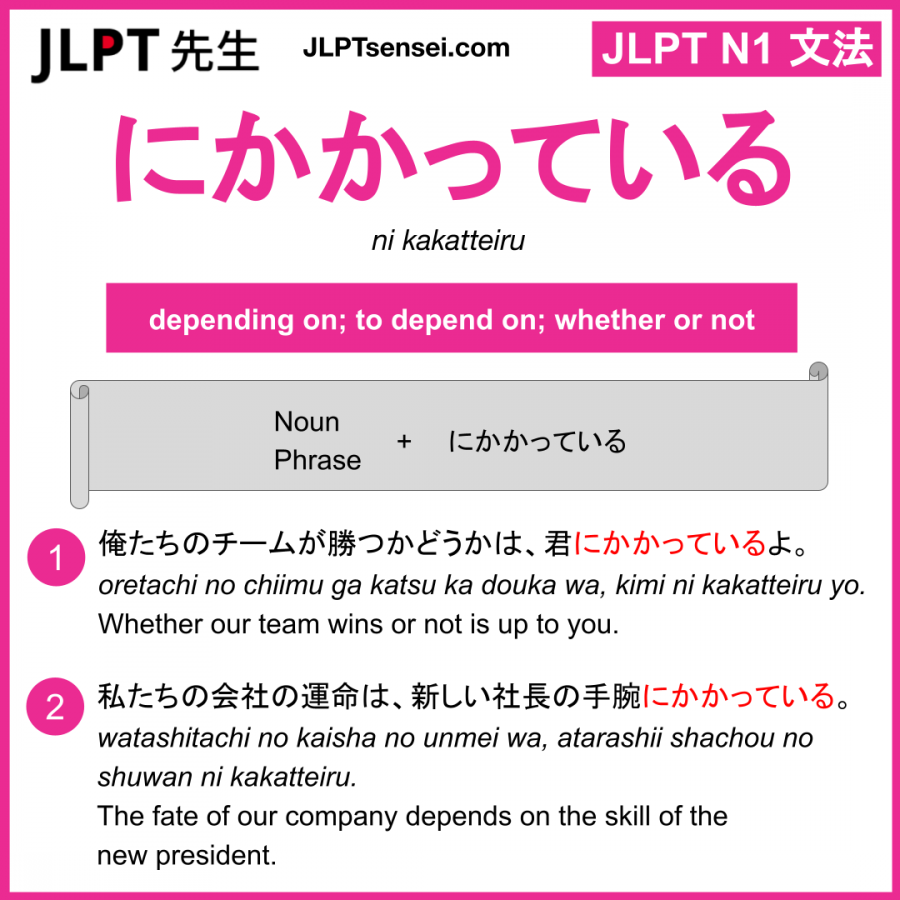 JLPT 先生
JLPTsensei.com
JLPT N1 文法
にかかっている
ni kakatteiru
depending on; to depend on; whether or not
Noun
Phrase
+
にかかっている
1
俺たちのチームが勝つかどうかは、君にかかっているよ。
oretachi no chiimu ga katsu ka douka wa, kimi ni kakatteiru yo.
Whether our team wins or not is up to you.
2
私たちの会社の運命は、新しい社長の手腕にかかっている。
watashitachi no kaisha no unmei wa, atarashii shachou no
shuwan ni kakatteiru.
The fate of our company depends on the skill of the
new president.